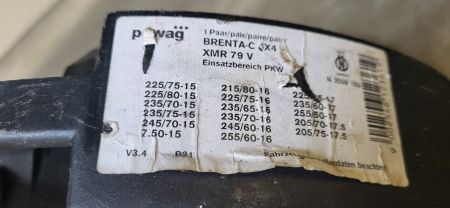 1 Paar/pair/paire/pair
BRENTA-C 4X4
XMR 79 V
Einsatzbereich PKW
225/75-15 215/80-16
225/80-15 225/75-16
235/70-15 235/65-16 235/60-17
235/75-15 235/70-16 255/50-17
245/70-15 245/60-16 205/70-17.5
7.50-15 255/60-16 205/75-17.5
V3.4